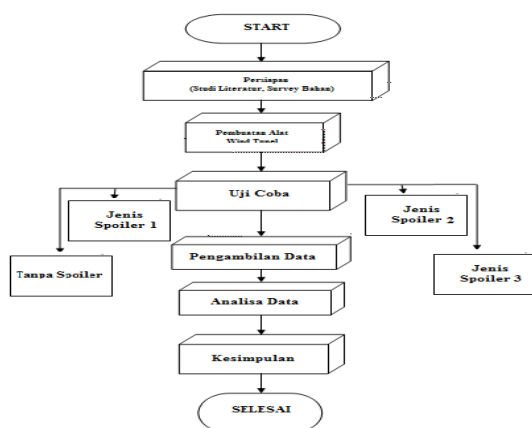 START
Persiapan
(Studi Literatur, Survey Bahan)
Pembuatan Alat
Wind Tunel
Uji Coba
Jenis
Spoiler 1
Jenis
Spoiler 2
Tanpa Spoiler
Pengambilan Data
Jenis
Spoiler 3
Analisa Data
Kesimpulan
SELESAI